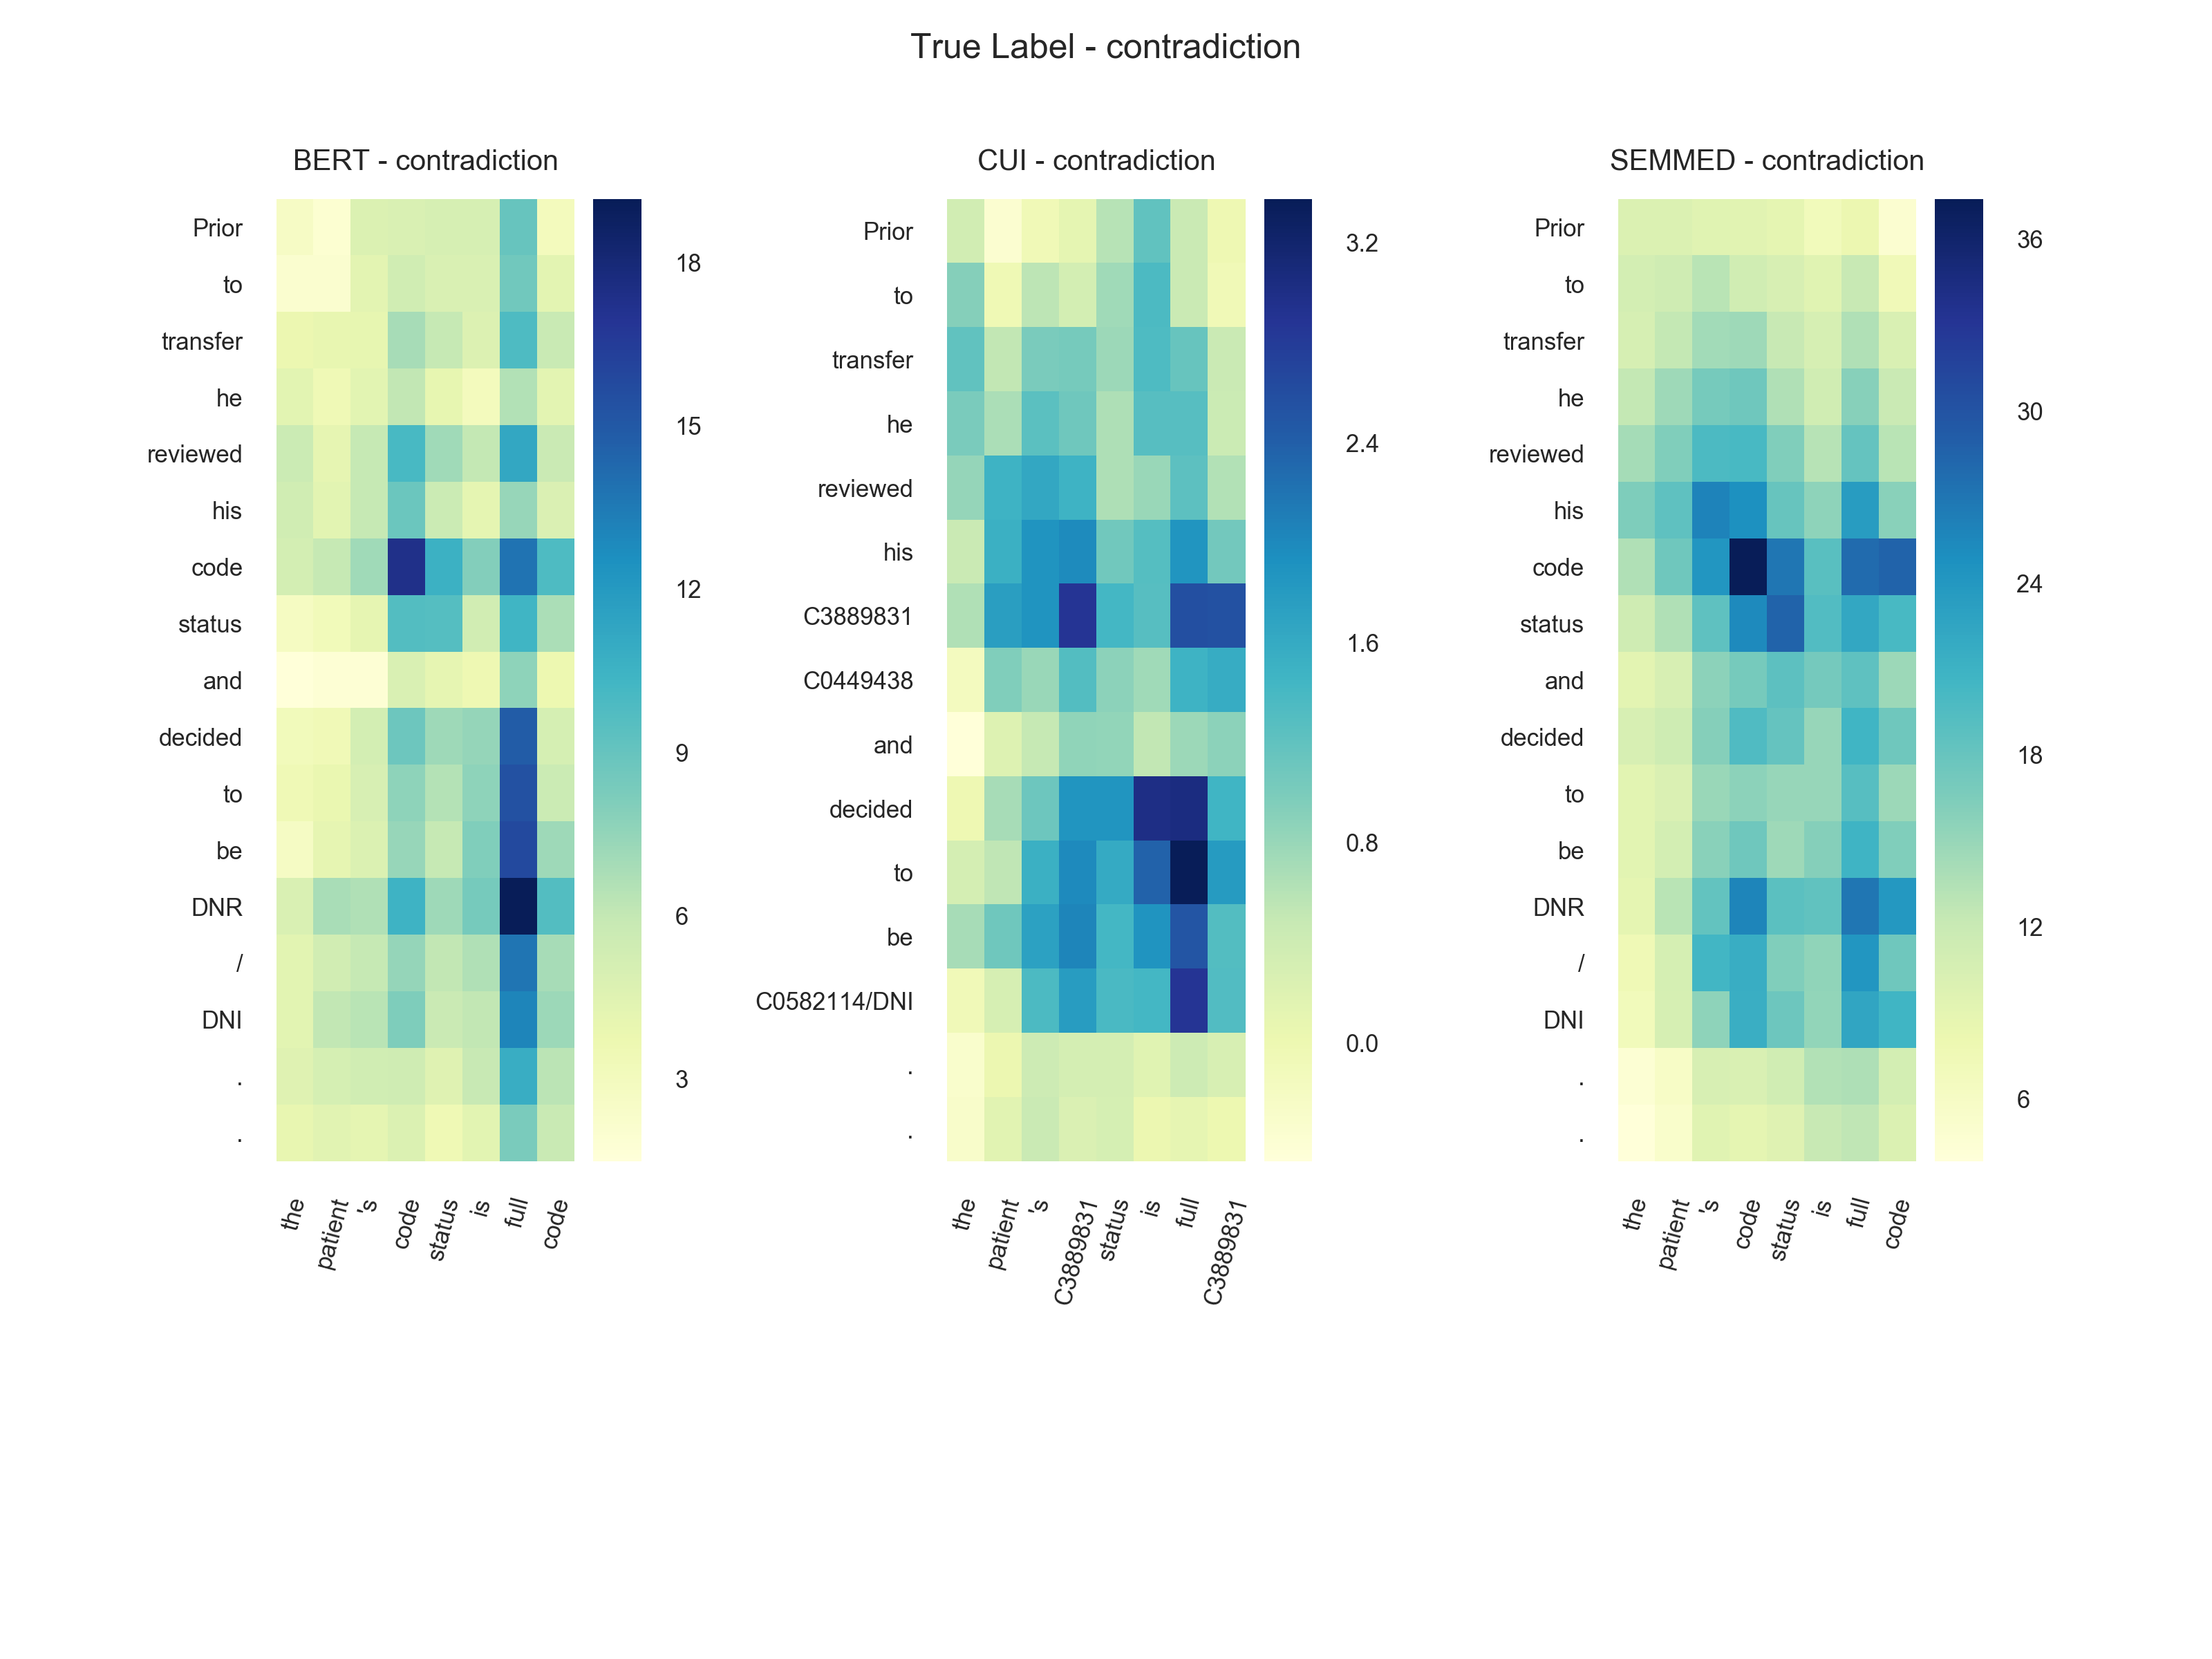 True Label - contradiction
BERT - contradiction
Prior
to
transfer
he
reviewed
his
code
status
and
decided
to
be
DNR
/
DNI
.
.
the
patient
's
code
status
is
full
code
18
15
12
9
6
3
CUI - contradiction
Prior
to
transfer
he
reviewed
his
C3889831
C0449438
and
decided
to
be
C0582114/DNI
.
.
the
patient
's
C3889831
status
is
full
C3889831
3.2
2.4
1.6
0.8
0.0
SEMMED - contradiction
Prior
to
transfer
he
reviewed
his
code
status
and
decided
to
be
DNR
/
DNI
.
.
the
patient
's
code
status
is
full
code
36
30
24
18
12
6